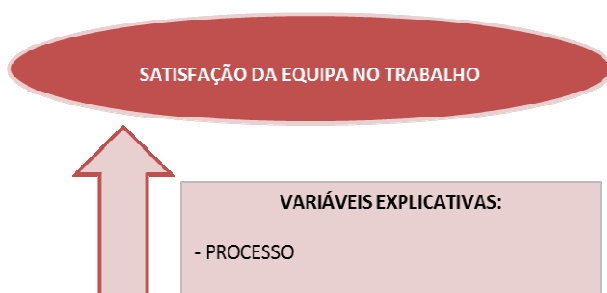 SATISFAÇÃO DA EQUIPA NO TRABALHO
VARIÁVEIS EXPLICATIVAS:
- PROCESSO